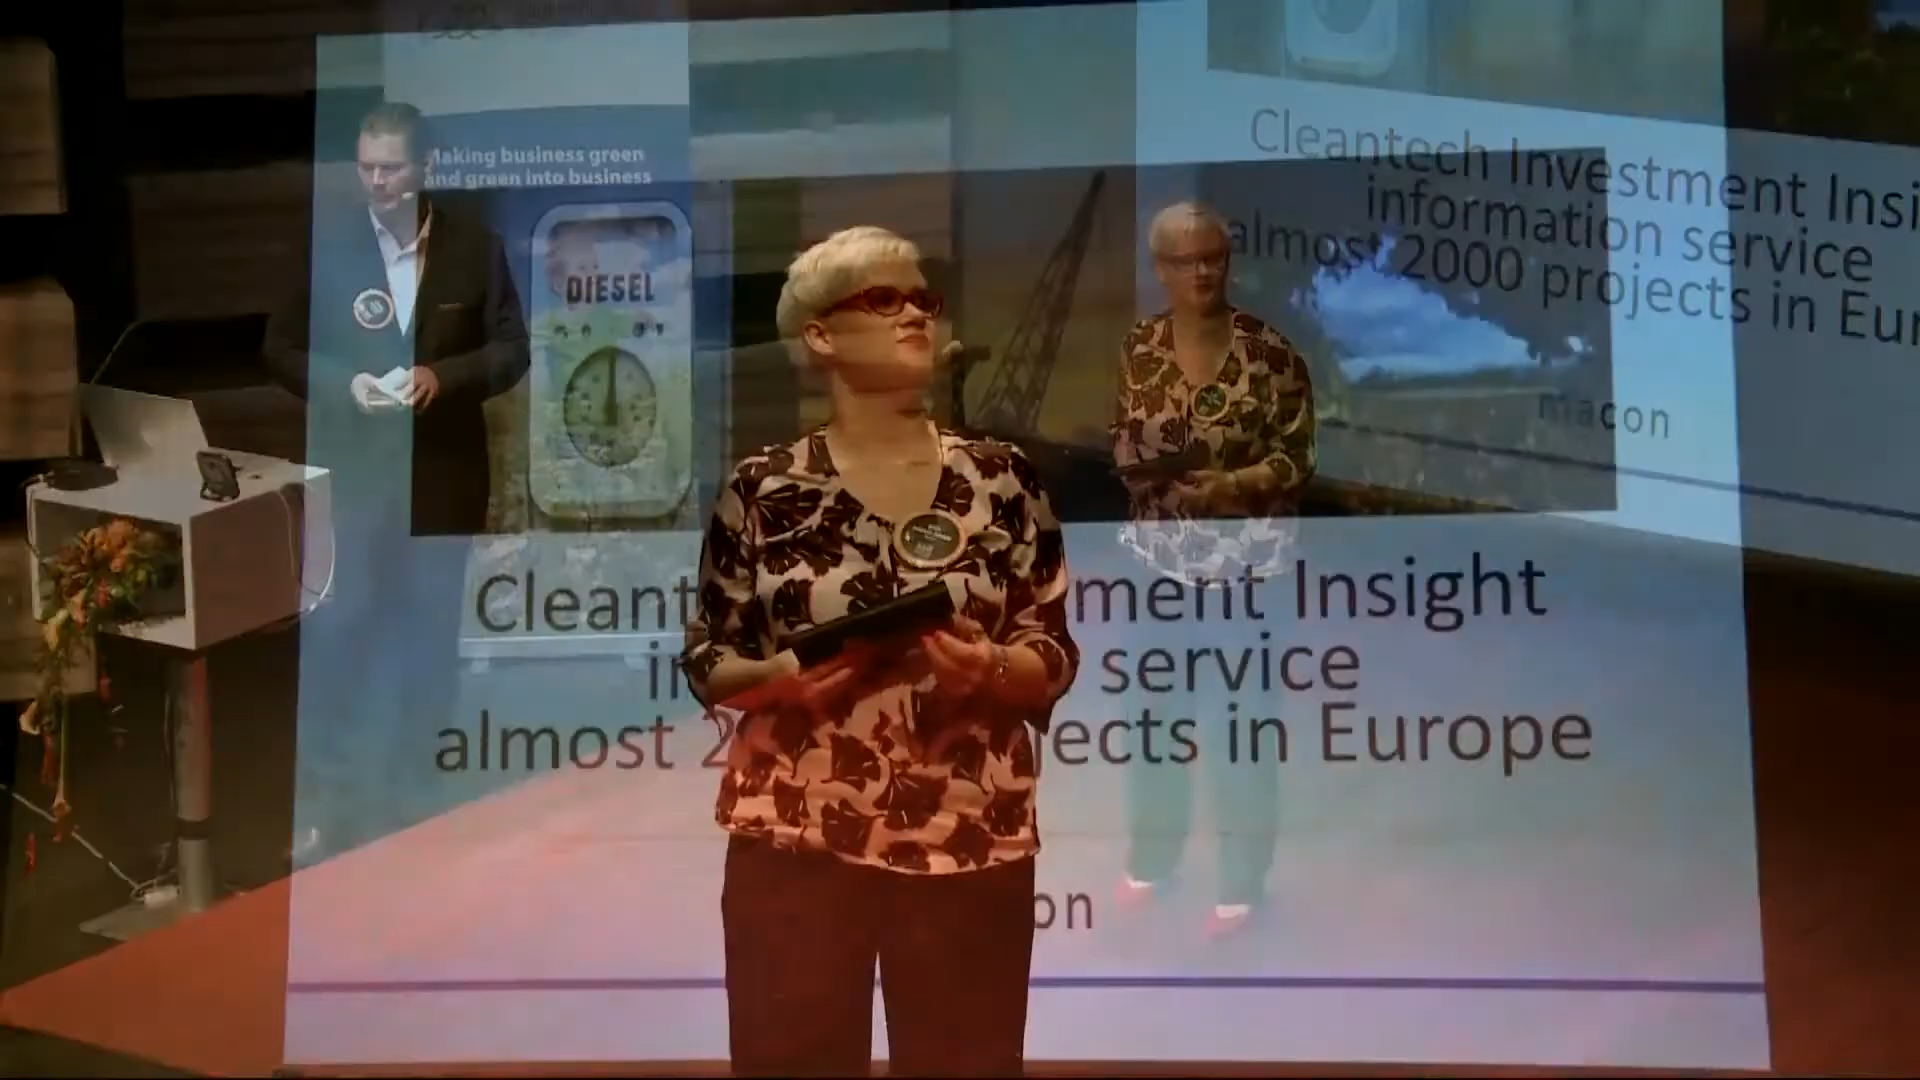 Making business green
and green into business
DIESEL
Cleantech Investment Insi
information service
almost 2000 projects in Eur
macon
Cleant ment Insight
in service
almost 2 jects in Europe
on